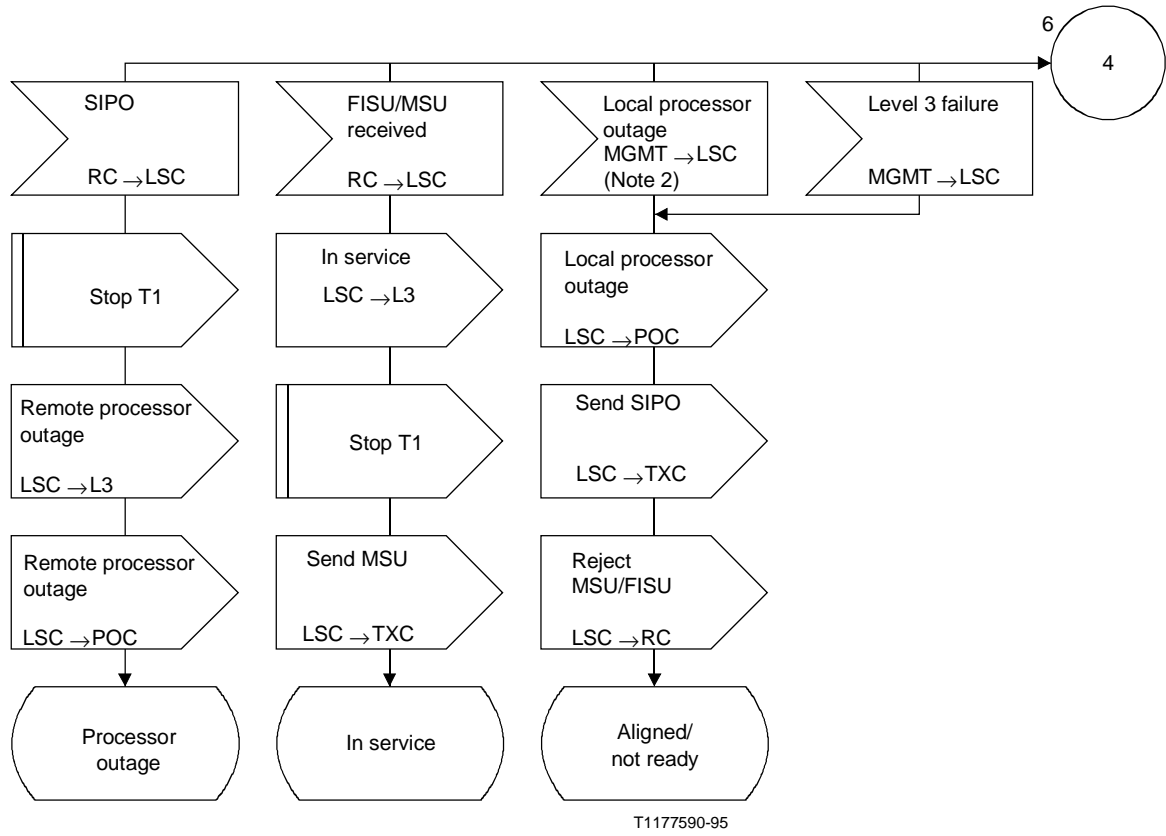 6
4
SIPO
RC →LSC
FISU/MSU
received
RC →LSC
Local processor
outage
MGMT →LSC
(Note 2)
Level 3 failure
MGMT →LSC
Stop T1
In service
LSC →L3
Local processor
outage
LSC →POC
Remote processor
outage
LSC →L3
Stop T1
Send SIPO
LSC →TXC
Remote processor
outage
LSC →POC
Send MSU
LSC →TXC
Reject
MSU/FISU
LSC →RC
Processor
outage
In service
Aligned/
not ready
T1177590-95